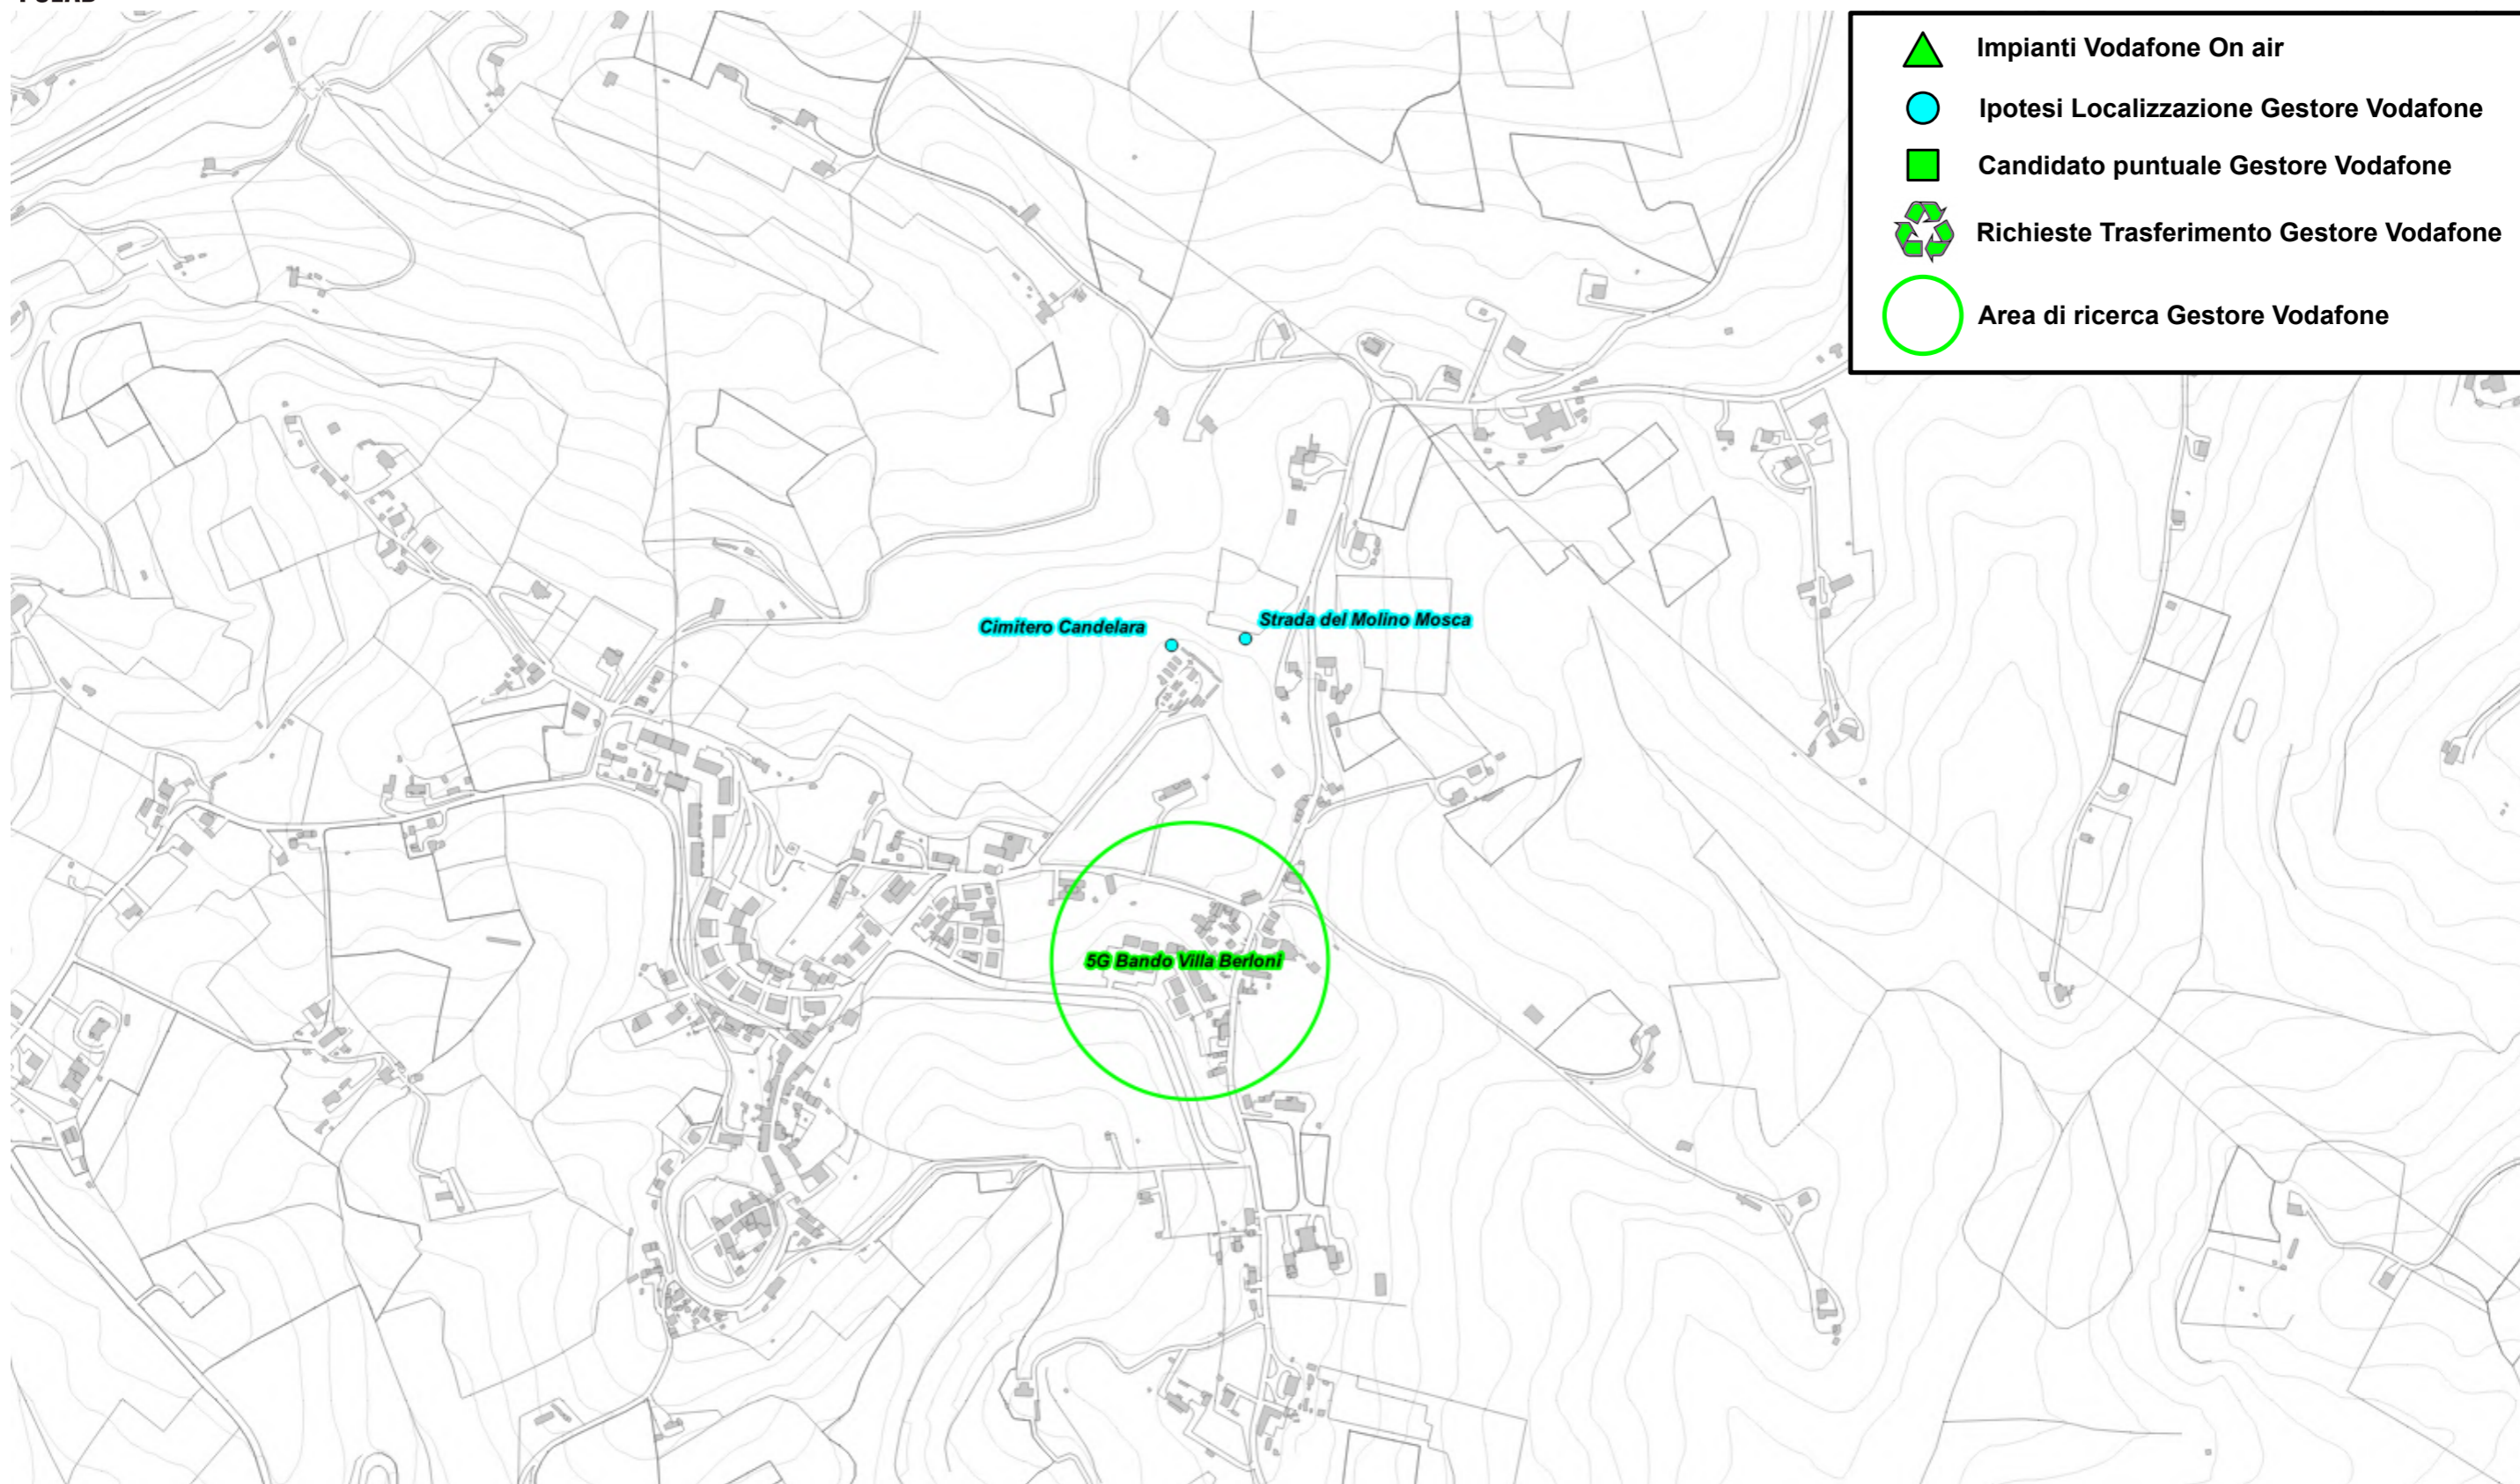 Impianti Vodafone On air
Ipotesi Localizzazione Gestore Vodafone
Candidato puntuale Gestore Vodafone
Richieste Trasferimento Gestore Vodafone
Area di ricerca Gestore Vodafone
Cimitero Candelara
Strada del Molino Mosca
5G Bando Villa Berloni